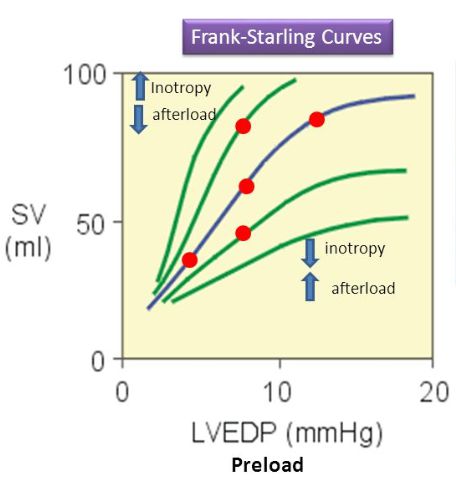 Frank-Starling Curves
100
Inotropy
afterload
SV
(ml)
50
inotropy
afterload
0
0
10
20
LVEDP (mmHg)
Preload